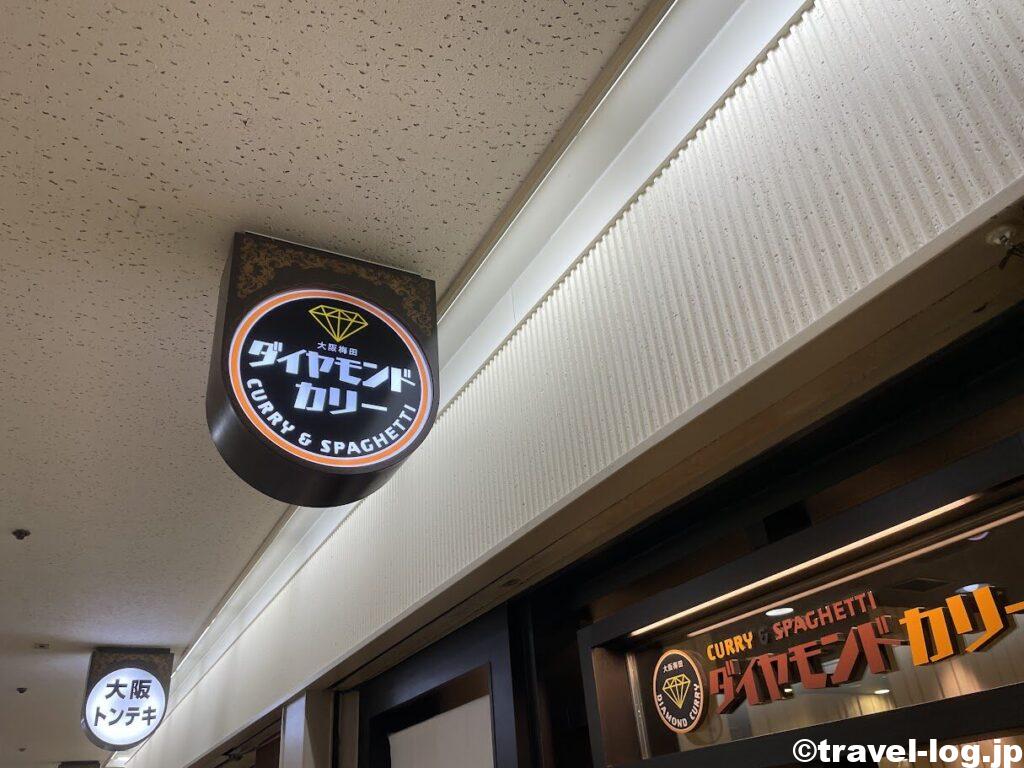 大阪梅田
ダイヤモンド
カリー
CURRY & SPAGHETTI
大阪
トンテキ
CURRY & SPAGHETTI
ダイヤモンドカリー
大阪梅田
DIAMOND CURRY
©travel-log.jp